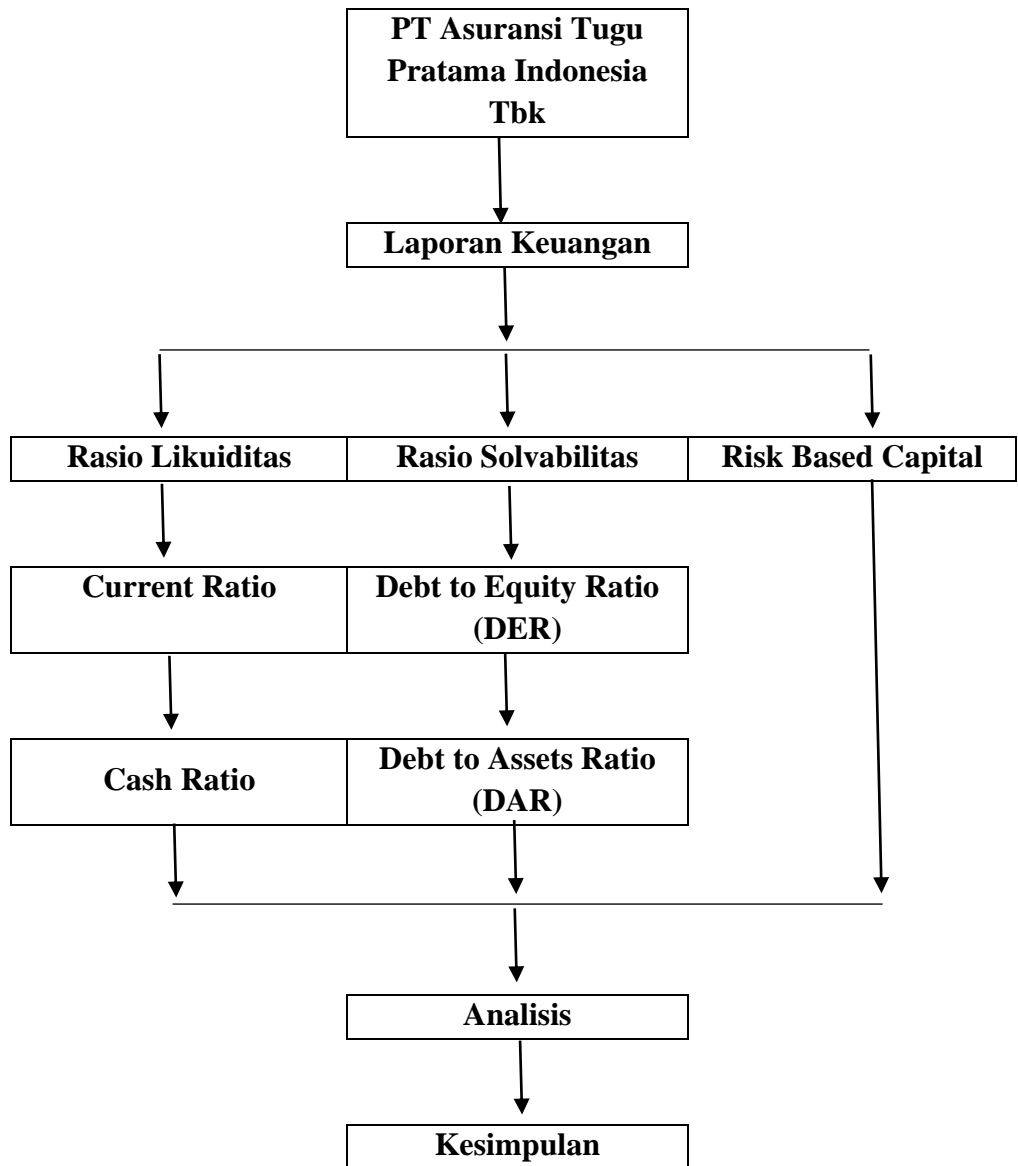 PT Asuransi Tugu
Pratama Indonesia
Tbk
Laporan Keuangan
Rasio Likuiditas
Rasio Solvabilitas
Risk Based Capital
Current Ratio
Debt to Equity Ratio
(DER)
Cash Ratio
Debt to Assets Ratio
(DAR)
Analisis
Kesimpulan